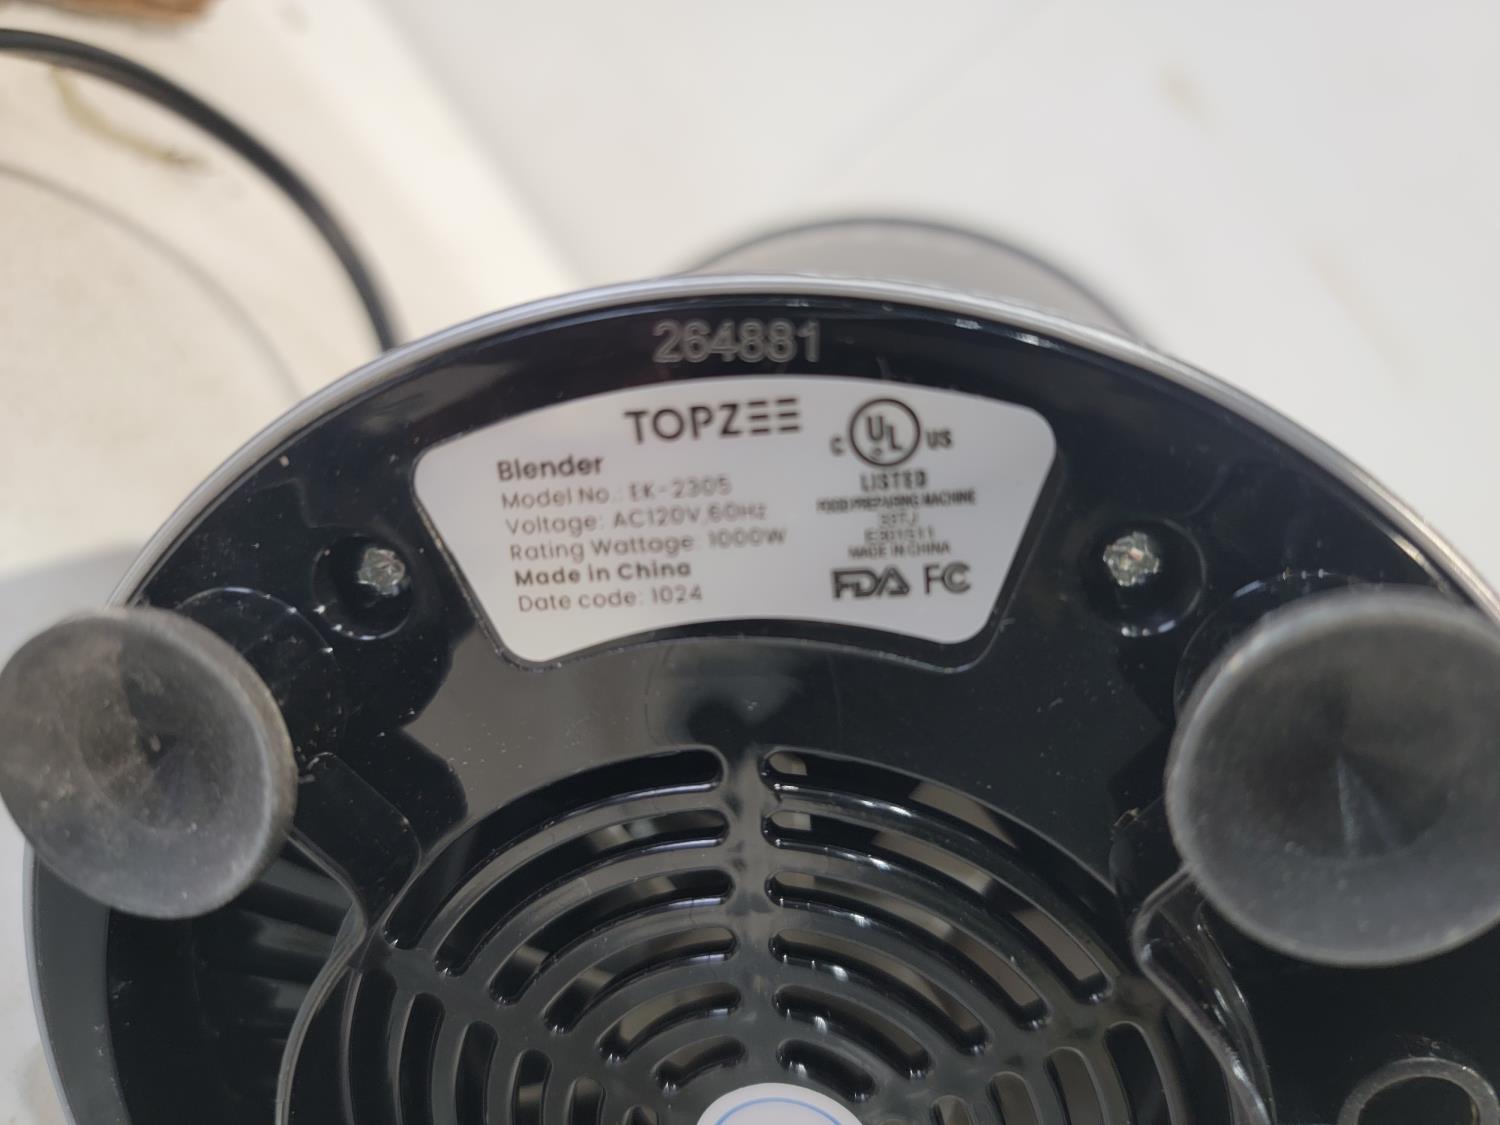 264881
TOPZEE
Blender
Model No.: EK-2305
Voltage: AC120V,60Hz
Rating Wattage: 1000W
Made in China
Date code: 1024
C UL US
LISTED
FOOD PREPARING MACHINE
E301511
MADE IN CHINA
FDA FC